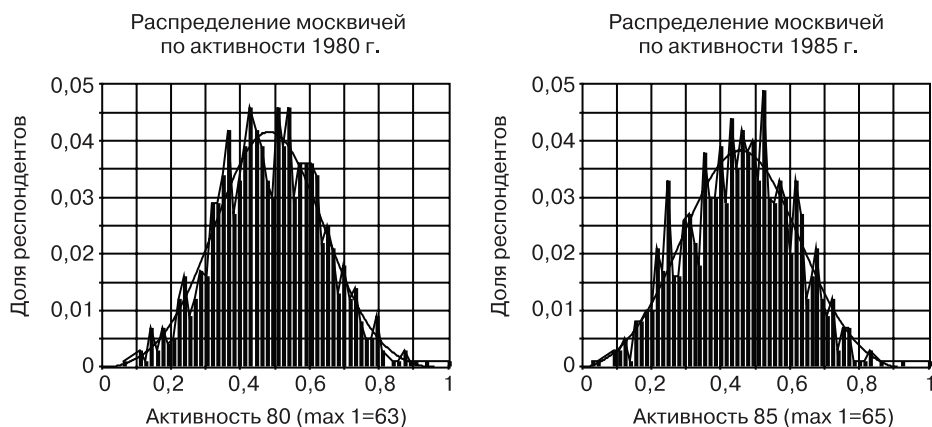 Распределение москвичей
по активности 1980 г.
Доля респондентов
0,05
0,04
0,03
0,02
0,01
0
0 0,2 0,4 0,6 0,8 1
Активность 80 (max 1=63)
Распределение москвичей
по активности 1985 г.
Доля респондентов
0,05
0,04
0,03
0,02
0,01
0
0 0,2 0,4 0,6 0,8 1
Активность 85 (max 1=65)